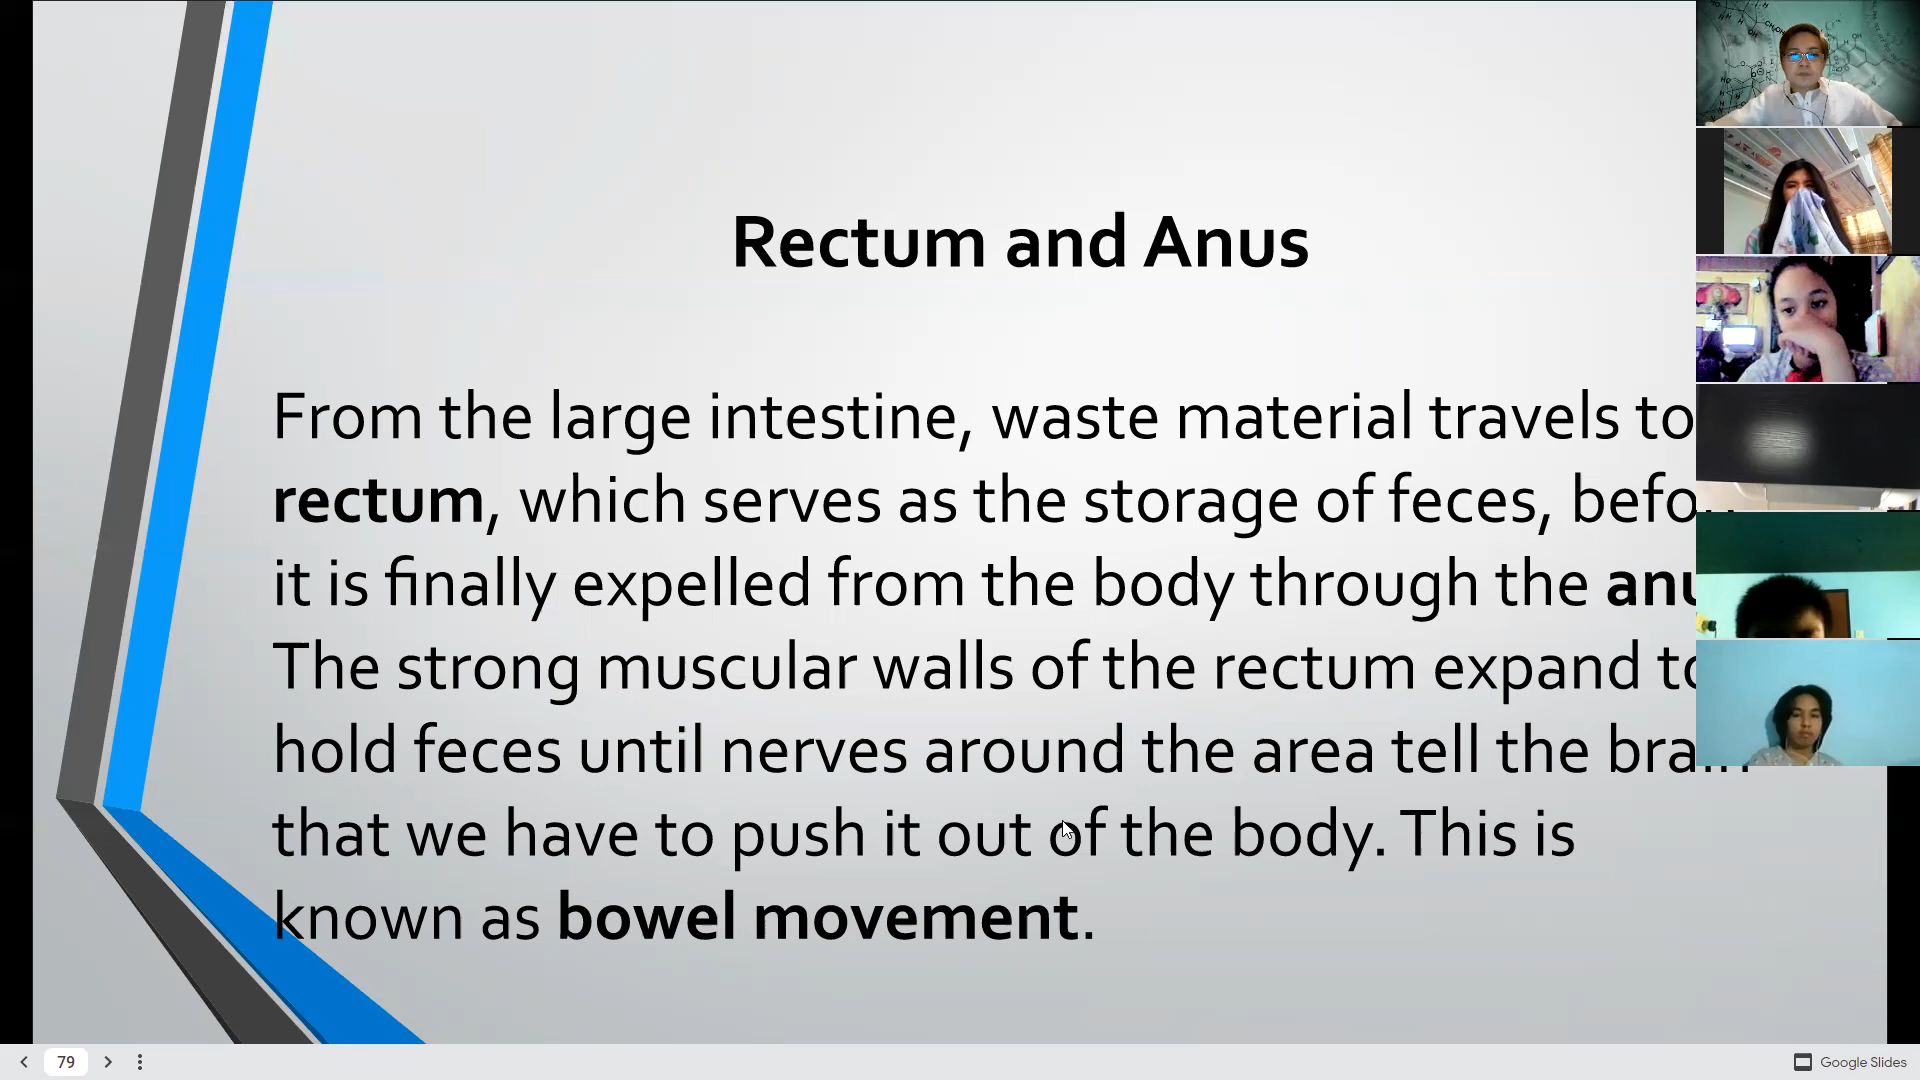 Rectum and Anus
From the large intestine, waste material travels to
rectum, which serves as the storage of feces,
it is finally expelled from the body through the
The strong muscular walls of the rectum expand to
hold feces until nerves around the area tell the
that we have to push it out of the body. This is
known as bowel movement.
79
Google Slides